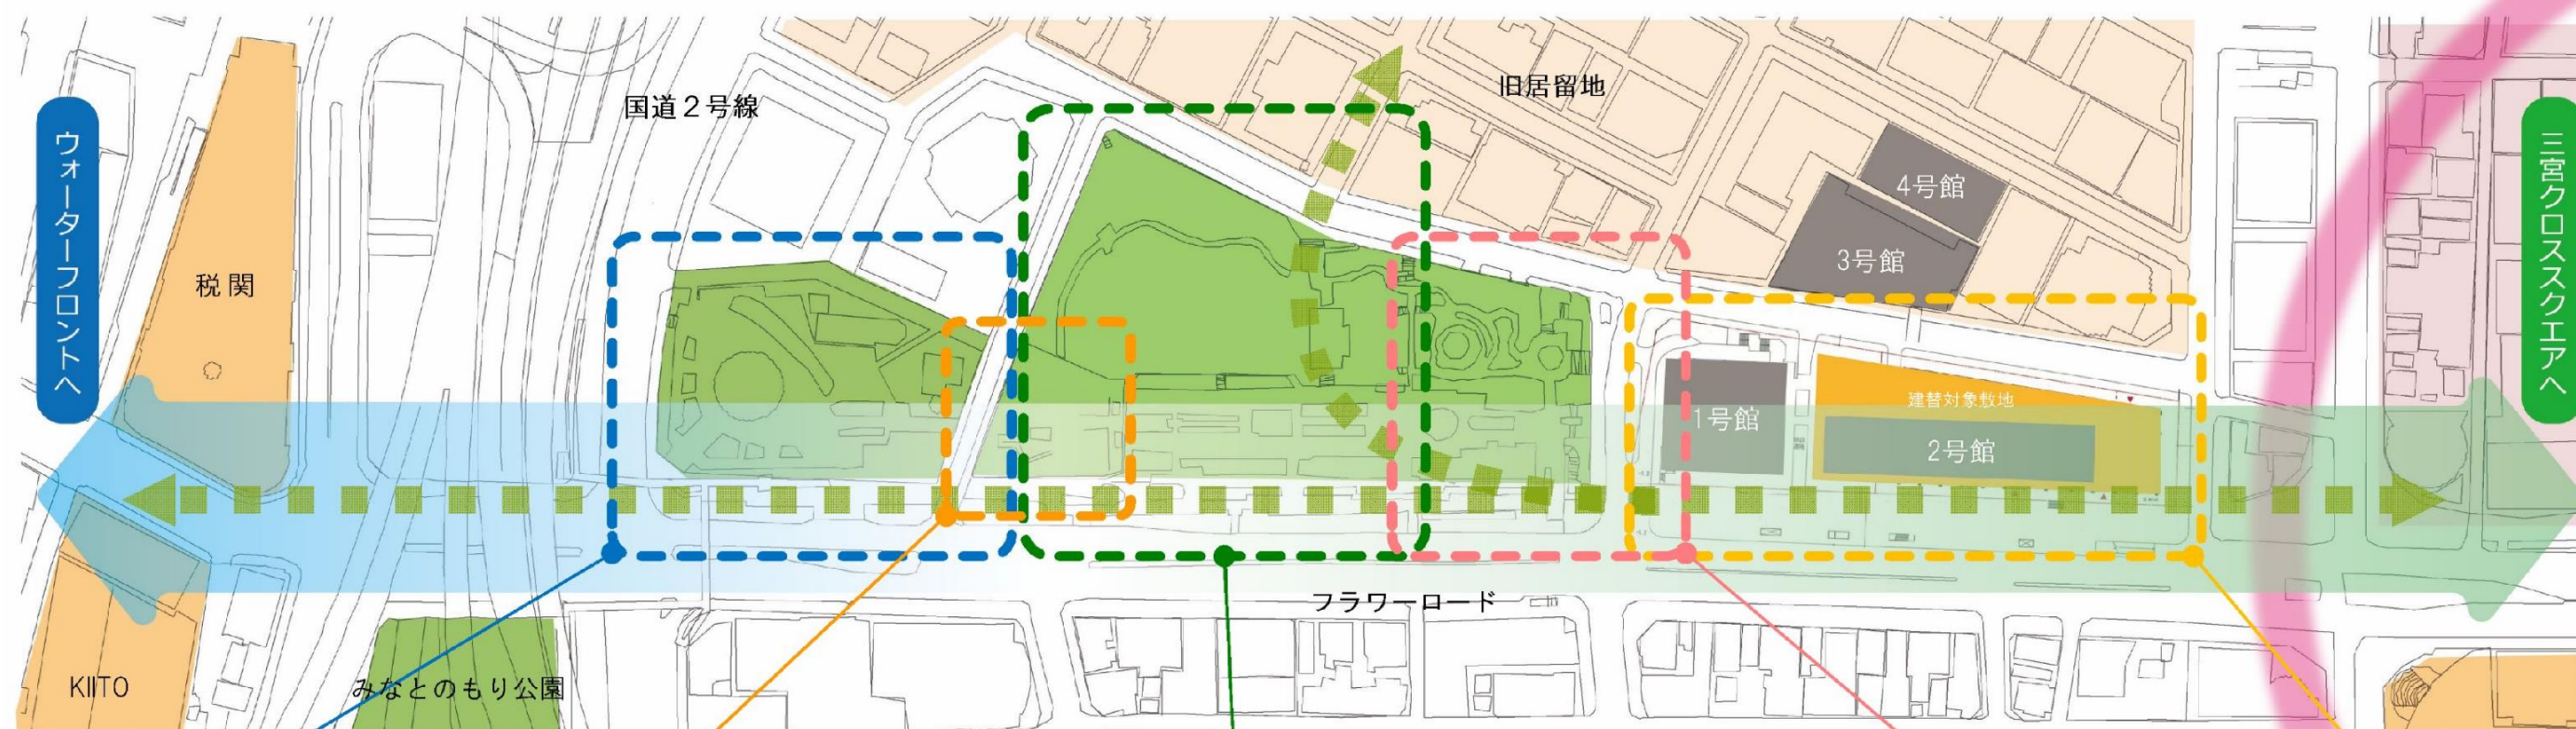 ウォーターフロントへ
税関
KIITO
みなとのもり公園
国道２号線
旧居留地
フラワーロード
4号館
3号館
1号館
建替対象敷地
2号館
三宮クロススクエアへ